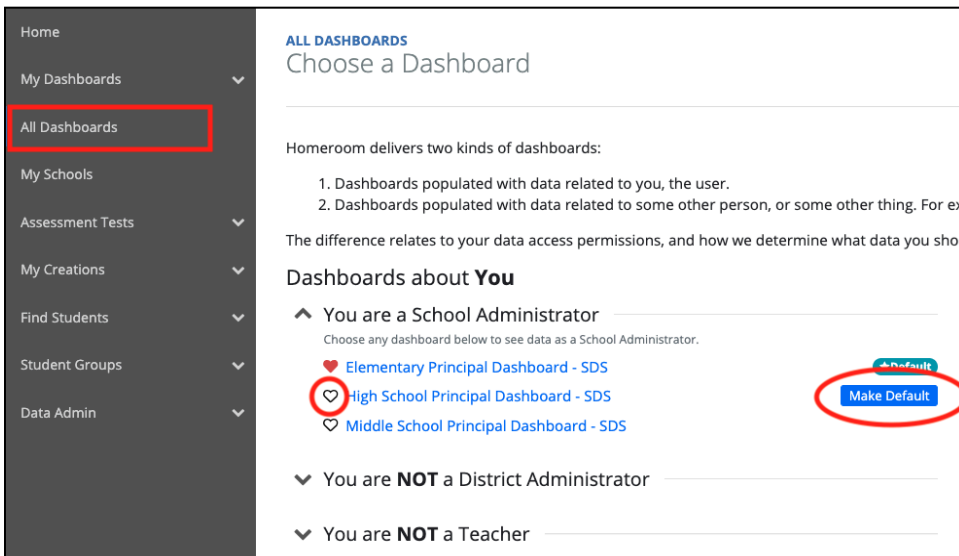 Home
My Dashboards
All Dashboards
My Schools
Assessment Tests
My Creations
Find Students
Student Groups
Data Admin
ALL DASHBOARDS
Choose a Dashboard
Homeroom delivers two kinds of dashboards:
1. Dashboards populated with data related to you, the user.
2. Dashboards populated with data related to some other person, or some other thing. For ex
The difference relates to your data access permissions, and how we determine what data you sho
Dashboards about You
You are a School Administrator
Choose any dashboard below to see data as a School Administrator.
Elementary Principal Dashboard - SDS Default
High School Principal Dashboard - SDS Make Default
Middle School Principal Dashboard - SDS
You are NOT a District Administrator
You are NOT a Teacher